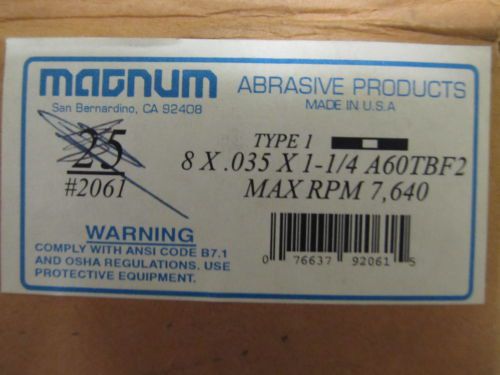 MAGNUM ABRASIVE PRODUCTS
San Bernardino, CA 92408 MADE IN U.S.A
25
#2061
TYPE 1
8 X .035 X 1-1/4 A60TBF2
MAX RPM 7,640
WARNING
COMPLY WITH ANSI CODE B7.1
AND OSHA REGULATIONS. USE
PROTECTIVE EQUIPMENT.
0 76637 92061 5